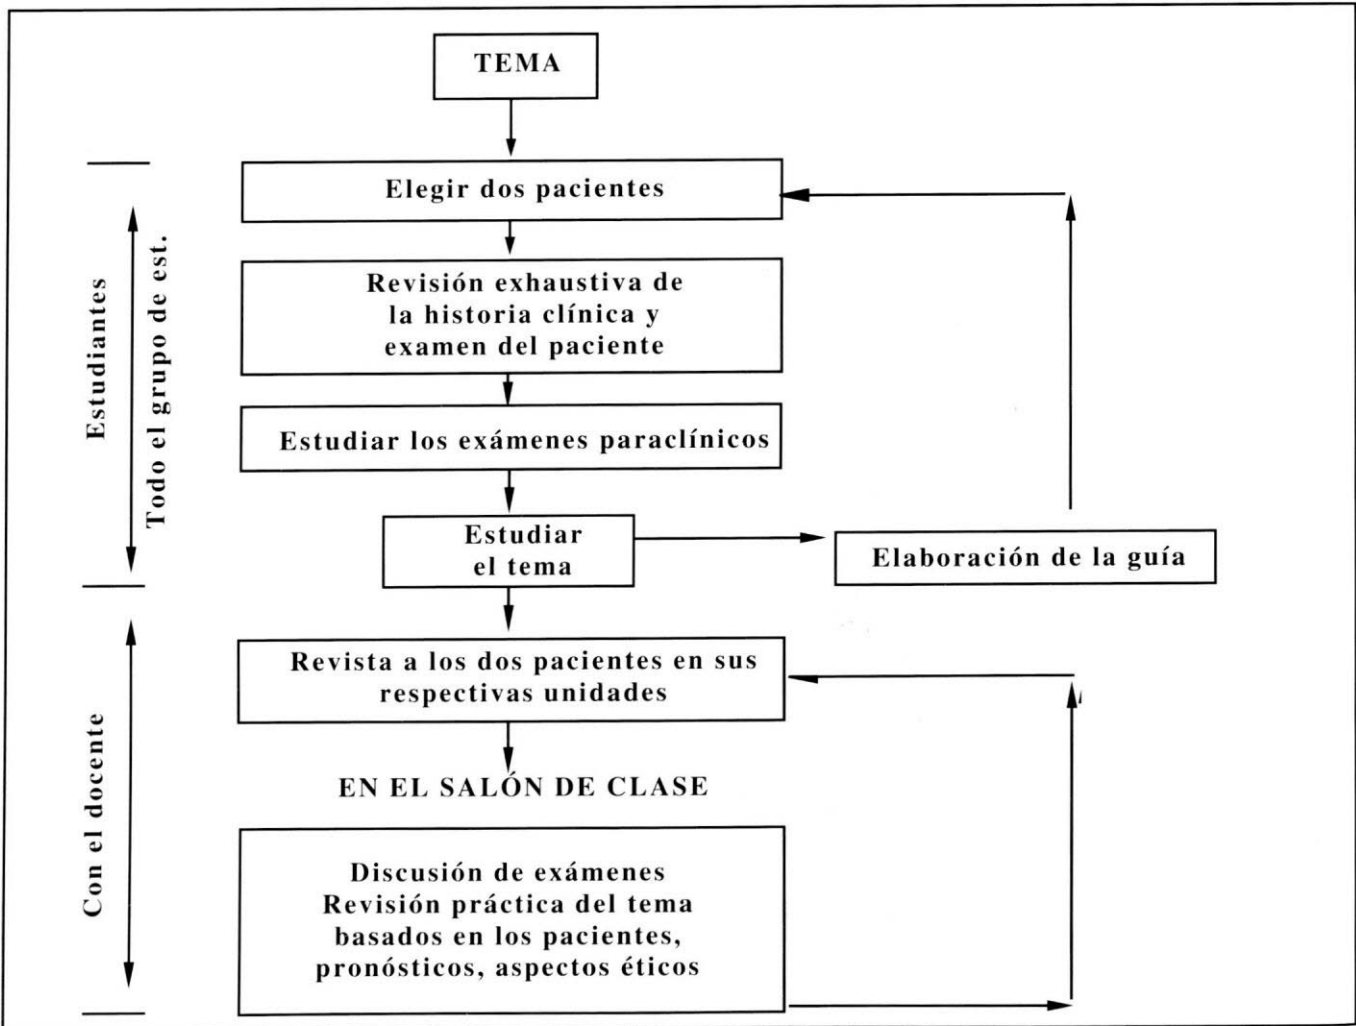 TEMA
Elegir dos pacientes
Revisión exhaustiva de
la historia clínica y
examen del paciente
Estudiar los exámenes paraclínicos
Estudiar
el tema
Elaboración de la guía
Estudiantes
Todo el grupo de est.
Revista a los dos pacientes en sus
respectivas unidades
EN EL SALÓN DE CLASE
Discusión de exámenes
Revisión práctica del tema
basados en los pacientes,
pronósticos, aspectos éticos
Con el docente